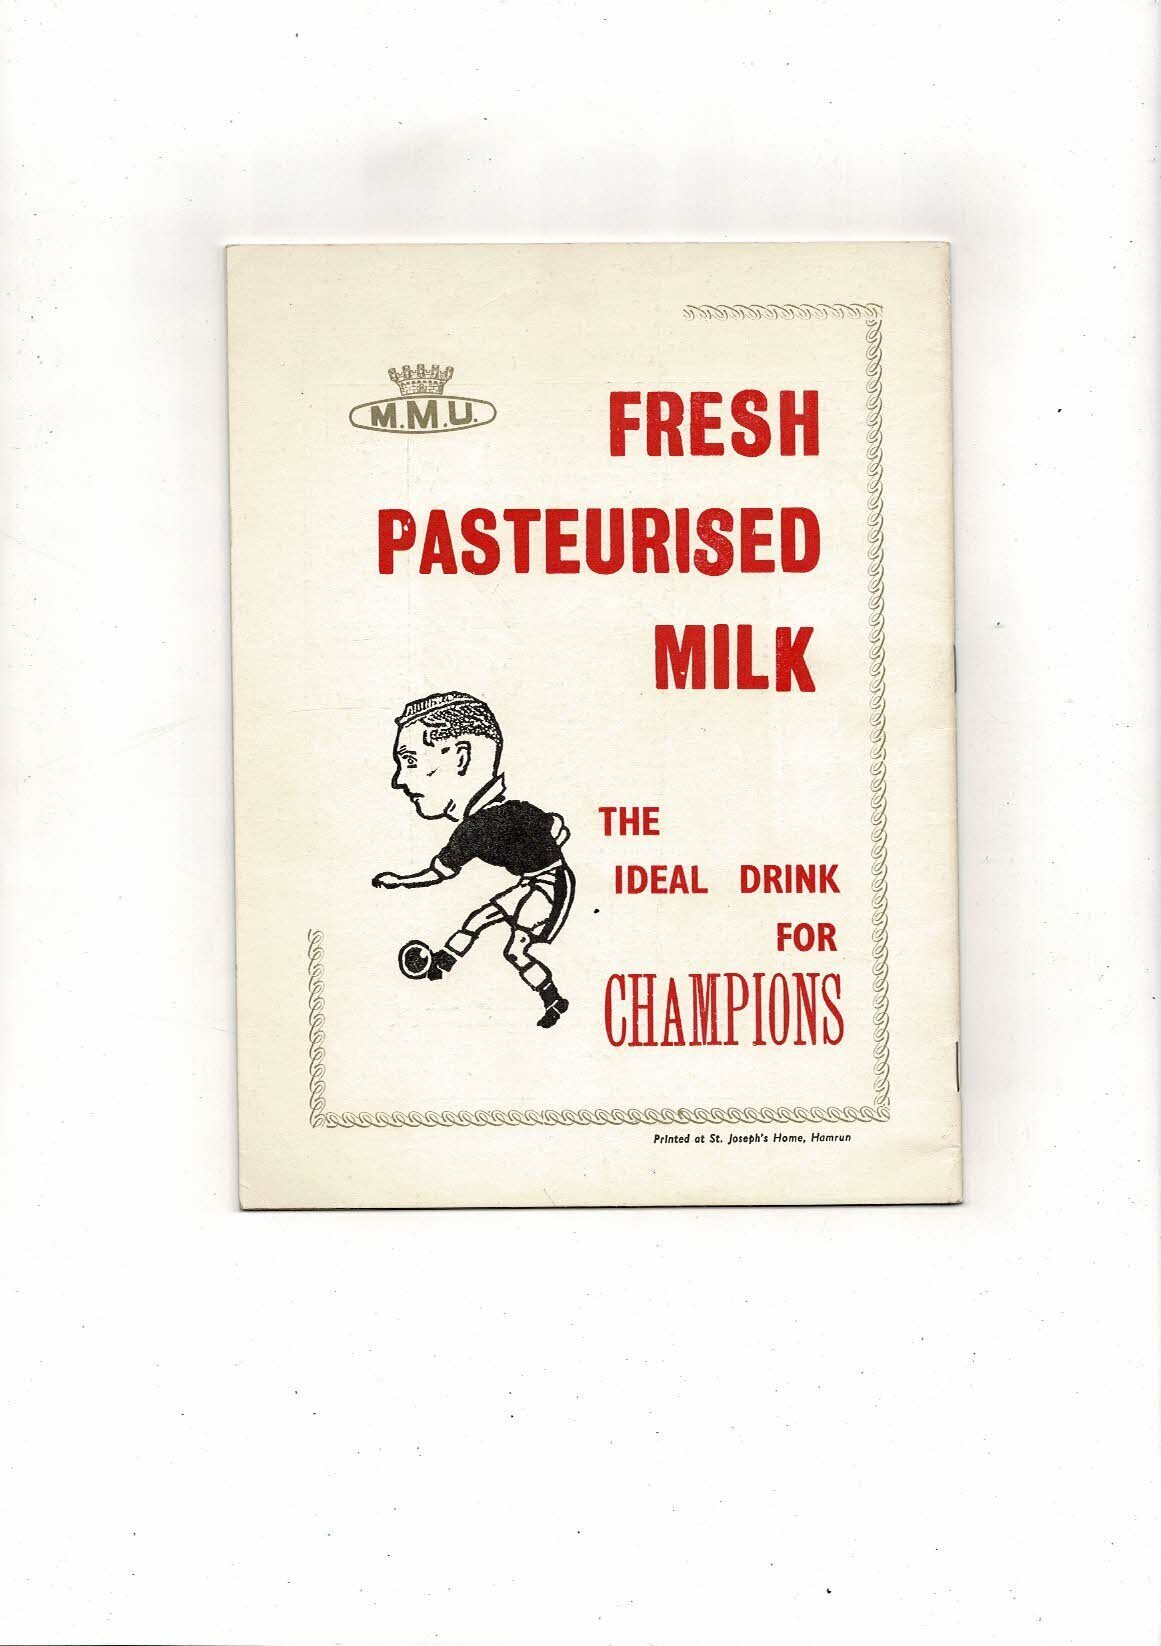 M.M.U.
FRESH
PASTEURISED
MILK
THE
IDEAL DRINK
FOR
CHAMPIONS
Printed at St. Joseph's Home, Hamrun